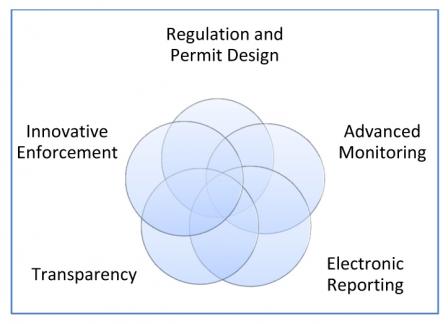 Regulation and
Permit Design
Innovative
Enforcement
Advanced
Monitoring
Transparency
Electronic
Reporting